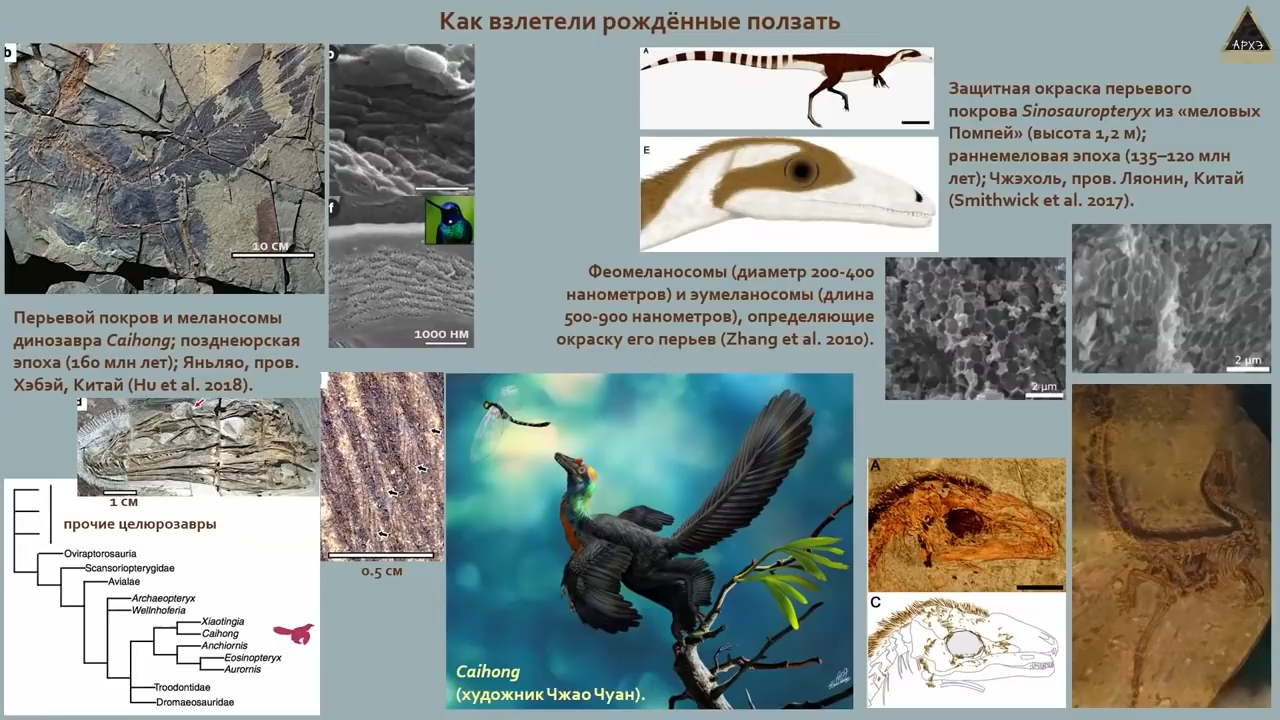 Как взлетели рождённые ползать
АРХЭ
b
10 см
f
1000 нм
Перьевой покров и меланосомы
динозавра Caihong; позднеюрская
эпоха (160 млн лет); Яньляо, пров.
Хэбэй, Китай (Hu et al. 2018).
d
1 см
0.5 см
прочие целюрозавры
Oviraptorosauria
Scansoriopterygidae
Avialae
Archaeopteryx
Wellnhoferia
Xiaotingia
Caihong
Anchiornis
Eosinopteryx
Aurornis
Troodontidae
Dromaeosauridae
Caihong
(художник Чжао Чуан).
A
E
Защитная окраска перьевого
покрова Sinosauropteryx из «меловых
Помпей» (высота 1,2 м);
раннемеловая эпоха (135–120 млн
лет); Чжэхоль, пров. Ляонин, Китай
(Smithwick et al. 2017).
Феомеланосомы (диаметр 200-400
нанометров) и эумеланосомы (длина
500-900 нанометров), определяющие
окраску его перьев (Zhang et al. 2010).
2 µm
2 µm
A
C